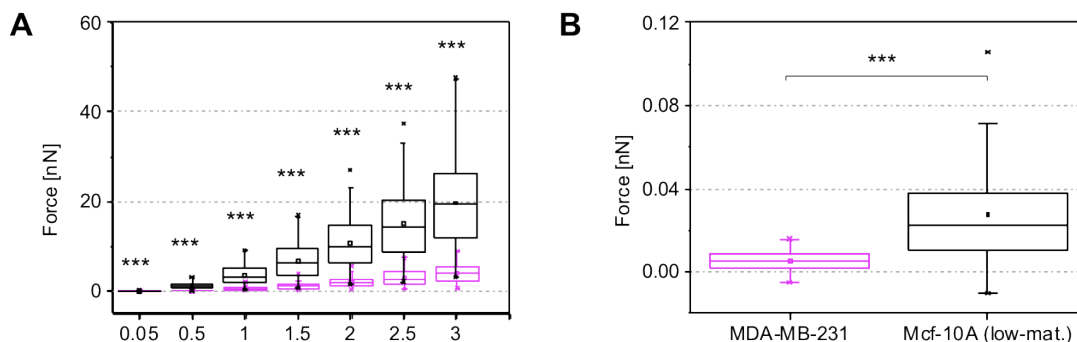 A
Force [nN]
60
40
20
0
***
***
***
***
***
***
***
0.05 0.5 1 1.5 2 2.5 3
B
Force [nN]
0.12
0.08
0.04
0.00
***
MDA-MB-231 Mcf-10A (low-mat.)